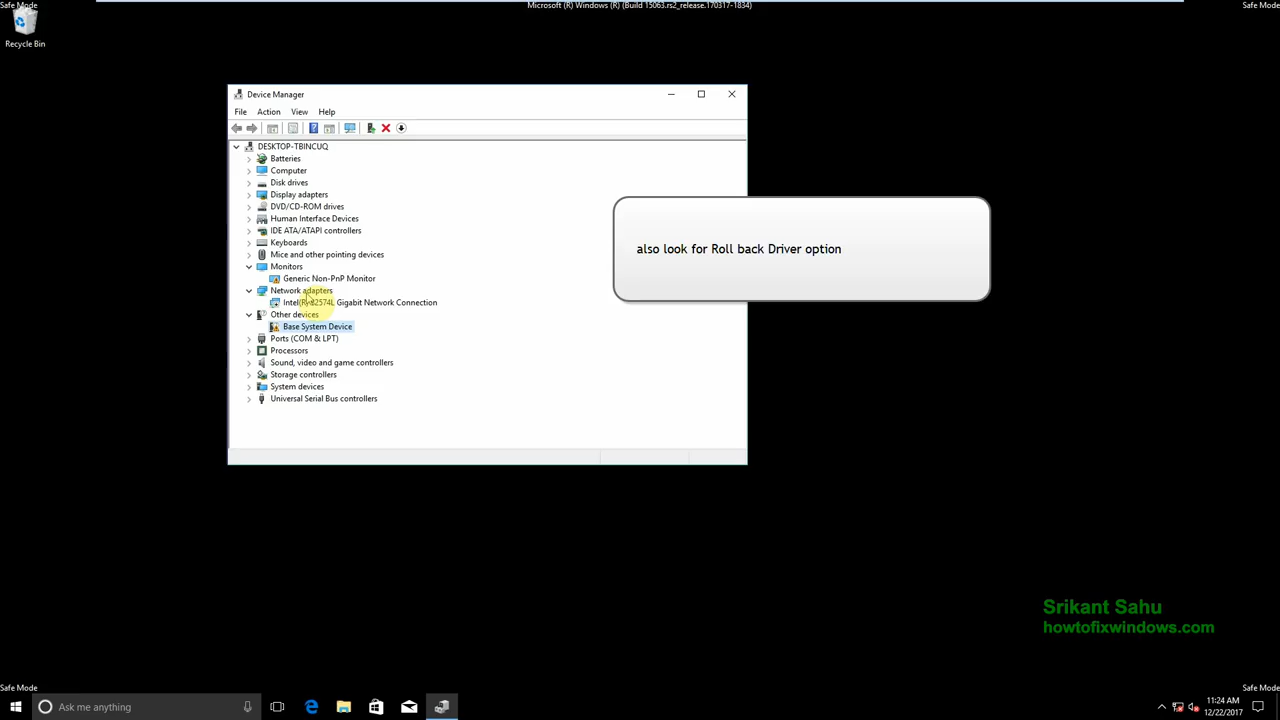 Safe Mode
Microsoft (R) Windows (R) (Build 15063.rs2_release.170317-1834)
Safe Mode
Recycle Bin
Device Manager
File Action View Help
DESKTOP-TBINCUQ
Batteries
Computer
Disk drives
Display adapters
DVD/CD-ROM drives
Human Interface Devices
IDE ATA/ATAPI controllers
Keyboards
Mice and other pointing devices
Monitors
Generic Non-PnP Monitor
Network adapters
Intel(R) 82574L Gigabit Network Connection
Other devices
Base System Device
Ports (COM & LPT)
Processors
Sound, video and game controllers
Storage controllers
System devices
Universal Serial Bus controllers
also look for Roll back Driver option
Srikant Sahu
howtofixwindows.com
Safe Mode
Safe Mode
Ask me anything
11:24 AM
12/22/2017